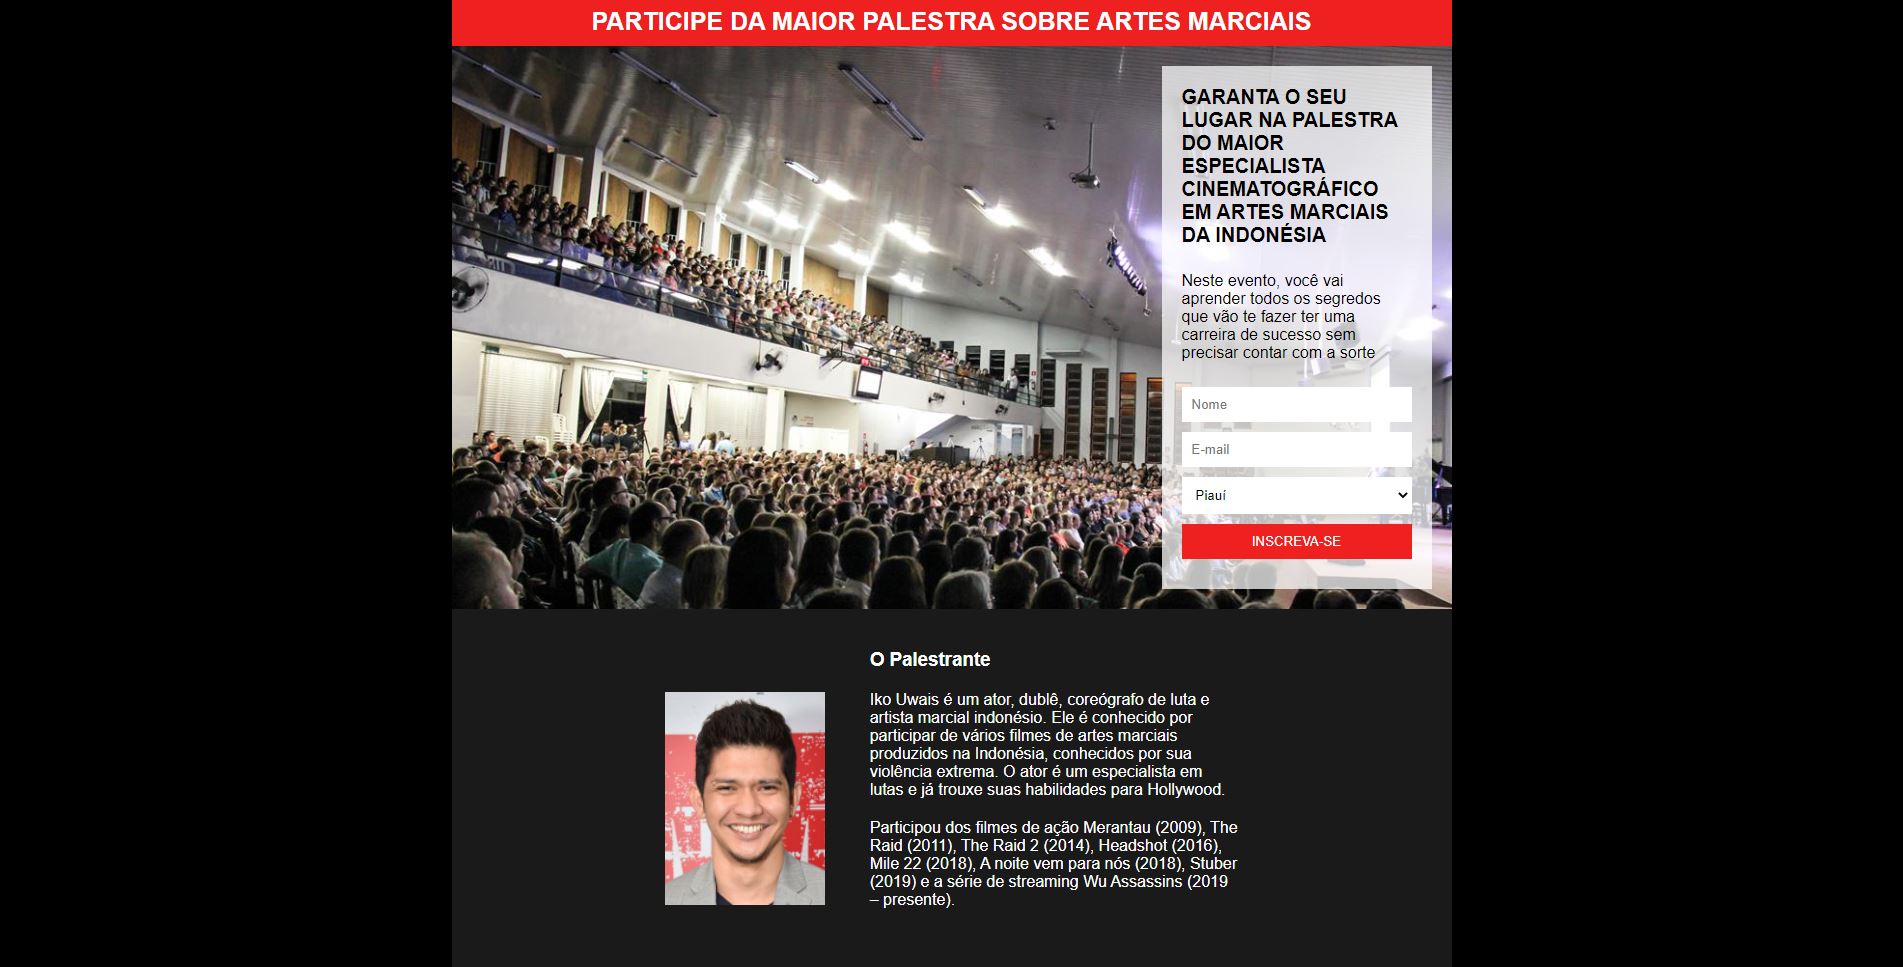 PARTICIPE DA MAIOR PALESTRA SOBRE ARTES MARCIAIS
GARANTA O SEU
LUGAR NA PALESTRA
DO MAIOR
ESPECIALISTA
CINEMATOGRÁFICO
EM ARTES MARCIAIS
DA INDONÉSIA
Neste evento, você vai
aprender todos os segredos
que vão te fazer ter uma
carreira de sucesso sem
precisar contar com a sorte
Nome
E-mail
Piauí
INSCREVA-SE
O Palestrante
Iko Uwais é um ator, dublê, coreógrafo de luta e
artista marcial indonésio. Ele é conhecido por
participar de vários filmes de artes marciais
produzidos na Indonésia, conhecidos por sua
violência extrema. O ator é um especialista em
lutas e já trouxe suas habilidades para Hollywood.
Participou dos filmes de ação Merantau (2009), The
Raid (2011), The Raid 2 (2014), Headshot (2016),
Mile 22 (2018), A noite vem para nós (2018), Stuber
(2019) e a série de streaming Wu Assassins (2019
– presente).